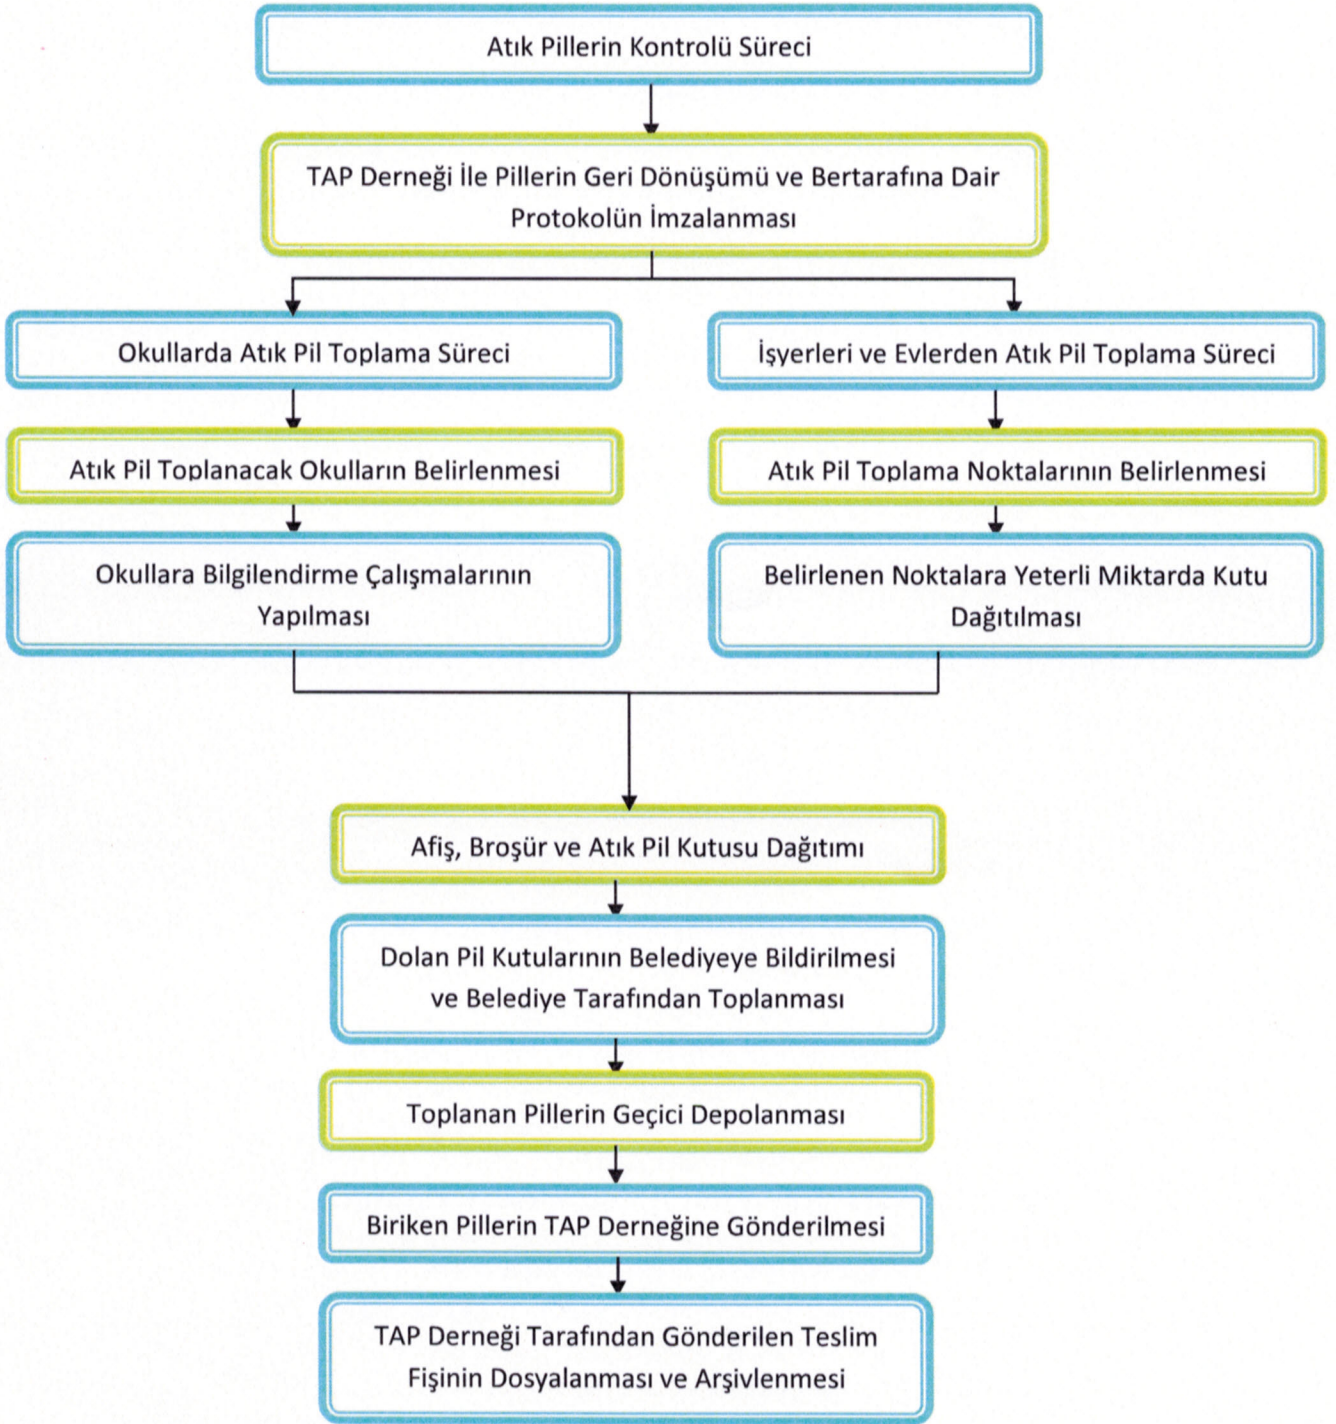 Atık Pillerin Kontrolü Süreci
TAP Derneği İle Pillerin Geri Dönüşümü ve Bertarafına Dair
Protokolün İmzalanması
Okullarda Atık Pil Toplama Süreci
İşyerleri ve Evlerden Atık Pil Toplama Süreci
Atık Pil Toplanacak Okulların Belirlenmesi
Atık Pil Toplama Noktalarının Belirlenmesi
Okullara Bilgilendirme Çalışmalarının
Yapılması
Belirlenen Noktalara Yeterli Miktarda Kutu
Dağıtılması
Afiş, Broşür ve Atık Pil Kutusu Dağıtımı
Dolan Pil Kutularının Belediyeye Bildirilmesi
ve Belediye Tarafından Toplanması
Toplanan Pillerin Geçici Depolanması
Biriken Pillerin TAP Derneğine Gönderilmesi
TAP Derneği Tarafından Gönderilen Teslim
Fişinin Dosyalanması ve Arşivlenmesi